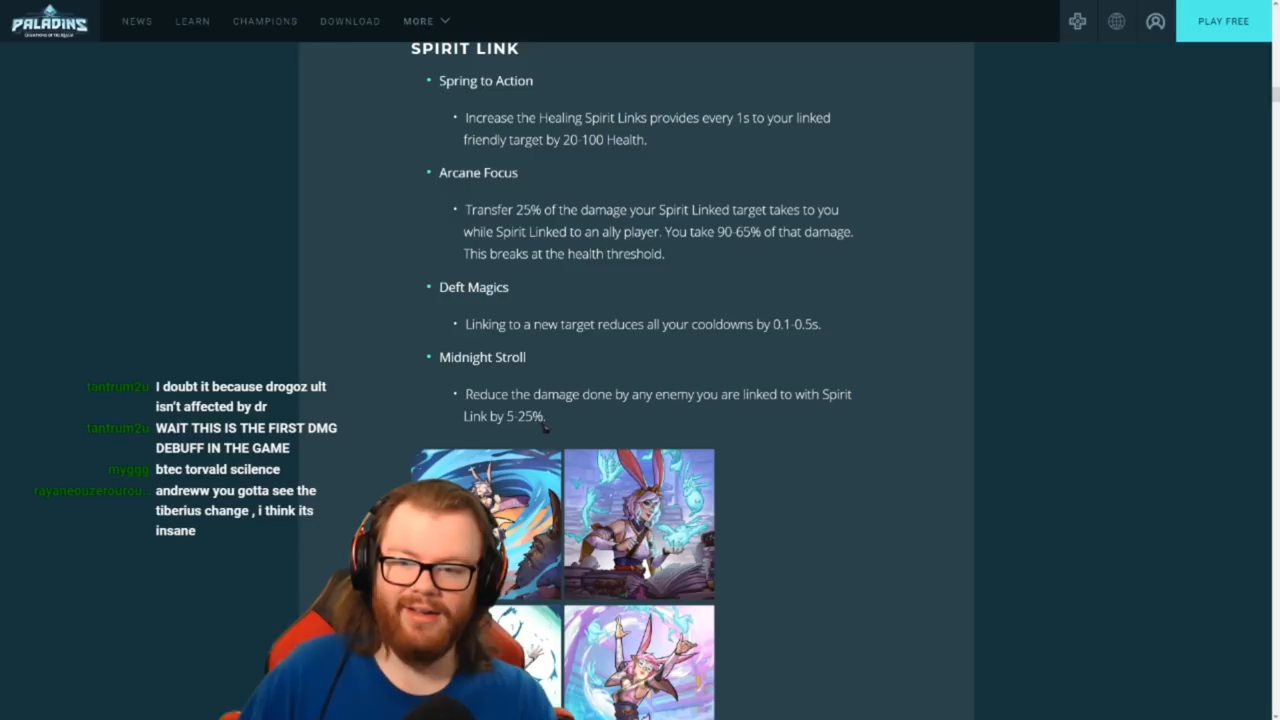 PALADINS
NEWS LEARN CHAMPIONS DOWNLOAD MORE PLAY FREE
SPIRIT LINK
Spring to Action
Increase the Healing Spirit Links provides every 1s to your linked
friendly target by 20-100 Health.
Arcane Focus
Transfer 25% of the damage your Spirit Linked target takes to you
while Spirit Linked to an ally player. You take 90-65% of that damage.
This breaks at the health threshold.
Deft Magics
Linking to a new target reduces all your cooldowns by 0.1-0.5s.
Midnight Stroll
Reduce the damage done by any enemy you are linked to with Spirit
Link by 5-25%.
tantrum2u I doubt it because drogoz ult
isn't affected by dr
tantrum2u WAIT THIS IS THE FIRST DMG
DEBUFF IN THE GAME
myggg btec torvald scilence
rayaneouzerourou... andreww you gotta see the
tiberius change , i think its
insane